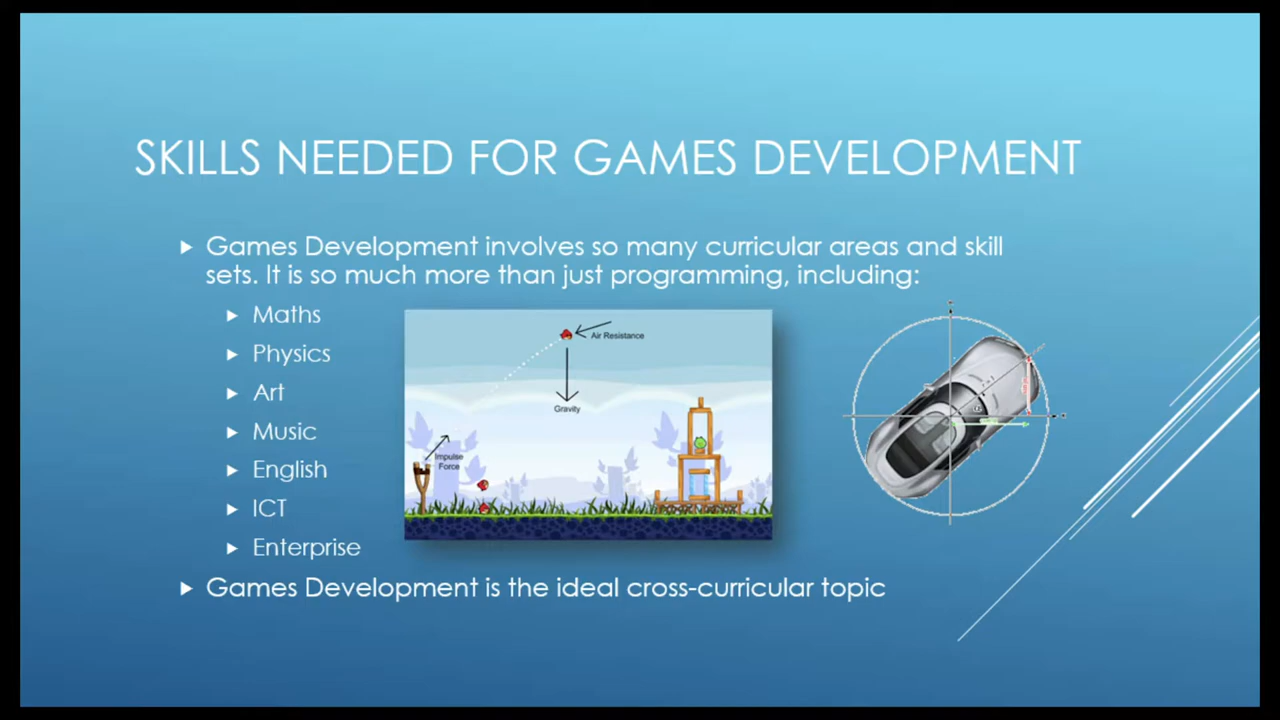 SKILLS NEEDED FOR GAMES DEVELOPMENT
Games Development involves so many curricular areas and skill
sets. It is so much more than just programming, including:
Maths
Physics
Art
Music
English
ICT
Enterprise
Air Resistance
Gravity
Impulse
Force
Games Development is the ideal cross-curricular topic